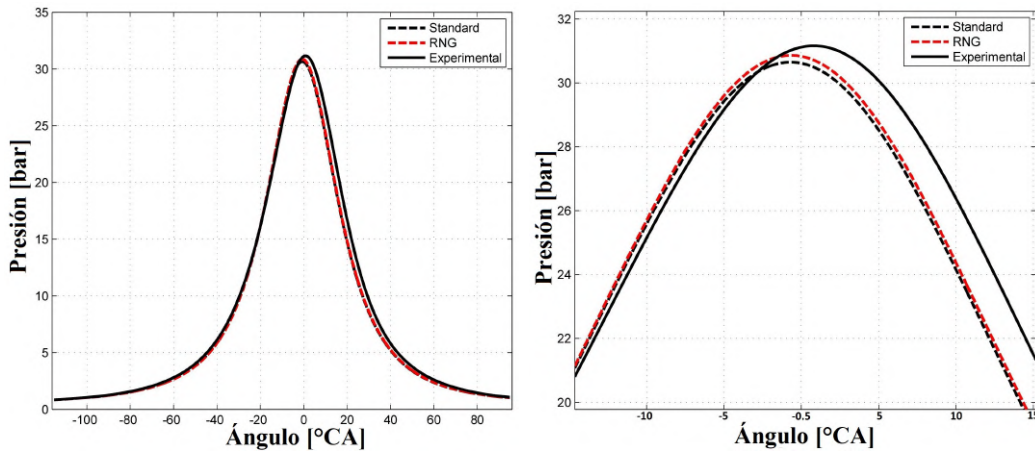 35
30
25
20
15
10
5
0
Presión [bar]
-100 -80 -60 -40 -20 0 20 40 60 80
Ángulo [°CA]
Standard
RNG
Experimental
32
30
28
26
24
22
20
Presión [bar]
-10 -5 -0.5 5 10 15
Ángulo [°CA]
Standard
RNG
Experimental